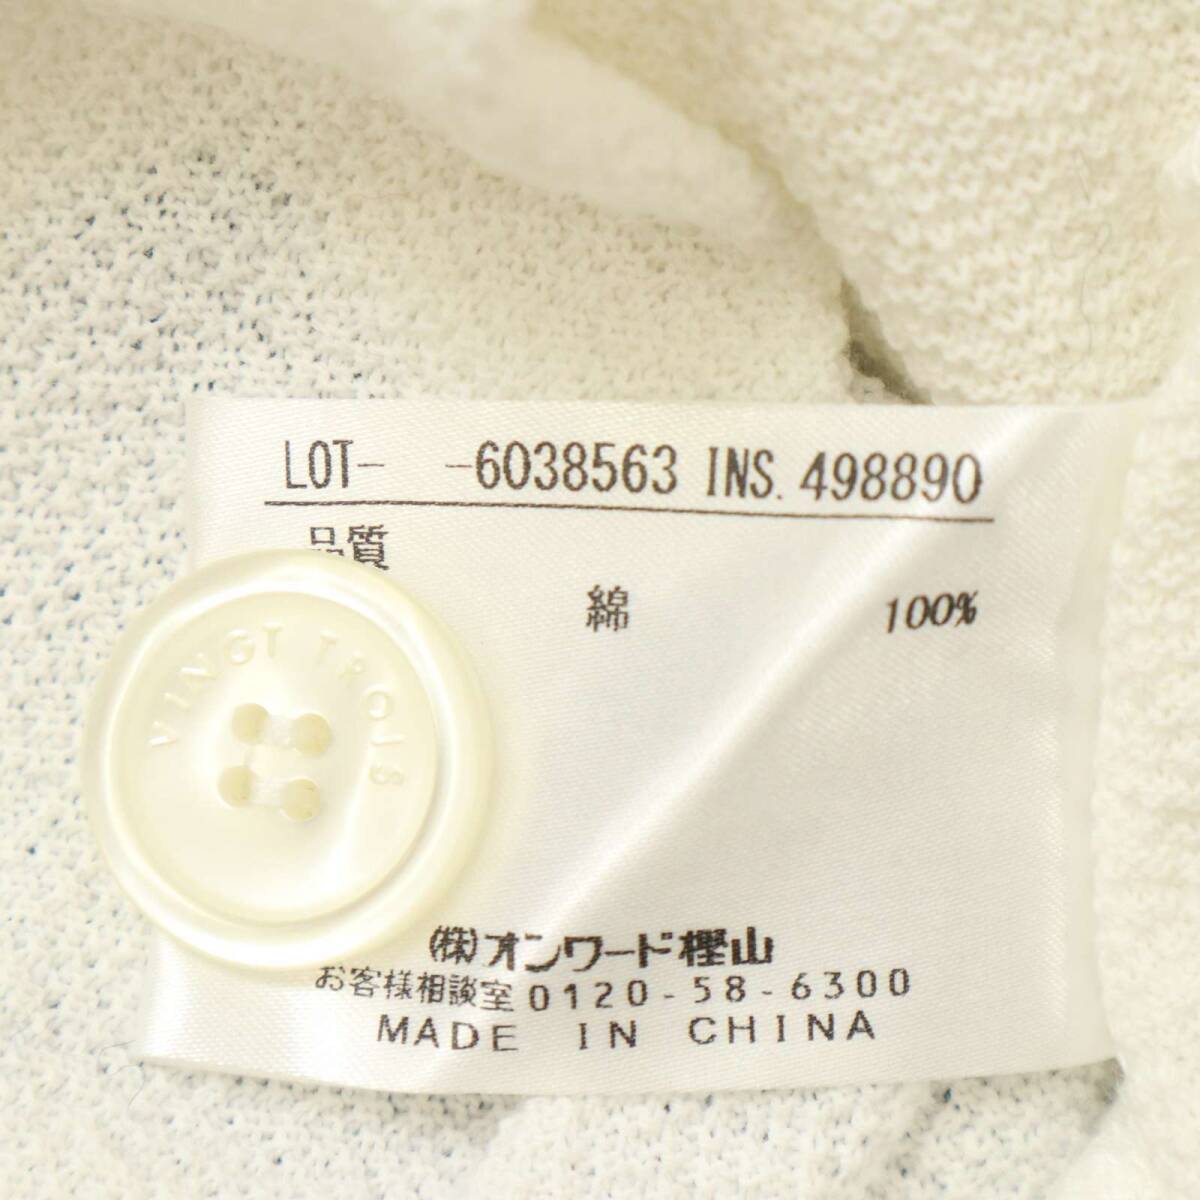 LOT- -6038563 INS. 498890
品質
綿 100%
VINGT TROIS
(株)オンワード樫山
お客様相談室 0120-58-6300
MADE IN CHINA